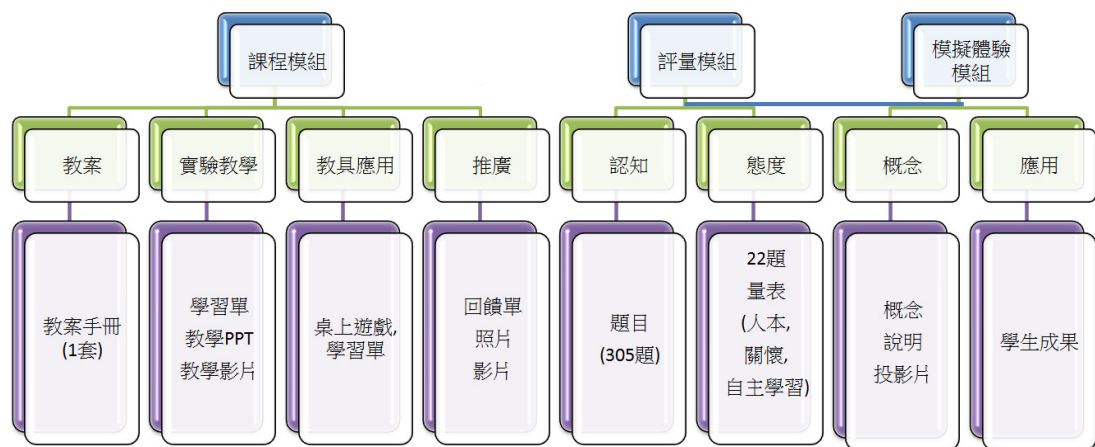 課程模組
評量模組
模擬體驗
模組
教案
實驗教學
教具應用
推廣
認知
態度
概念
應用
教案手冊
(1套)
學習單
教學PPT
教學影片
桌上遊戲,
學習單
回饋單
照片
影片
題目
(305題)
22題
量表
(人本,
關懷,
自主學習)
概念
說明
投影片
學生成果